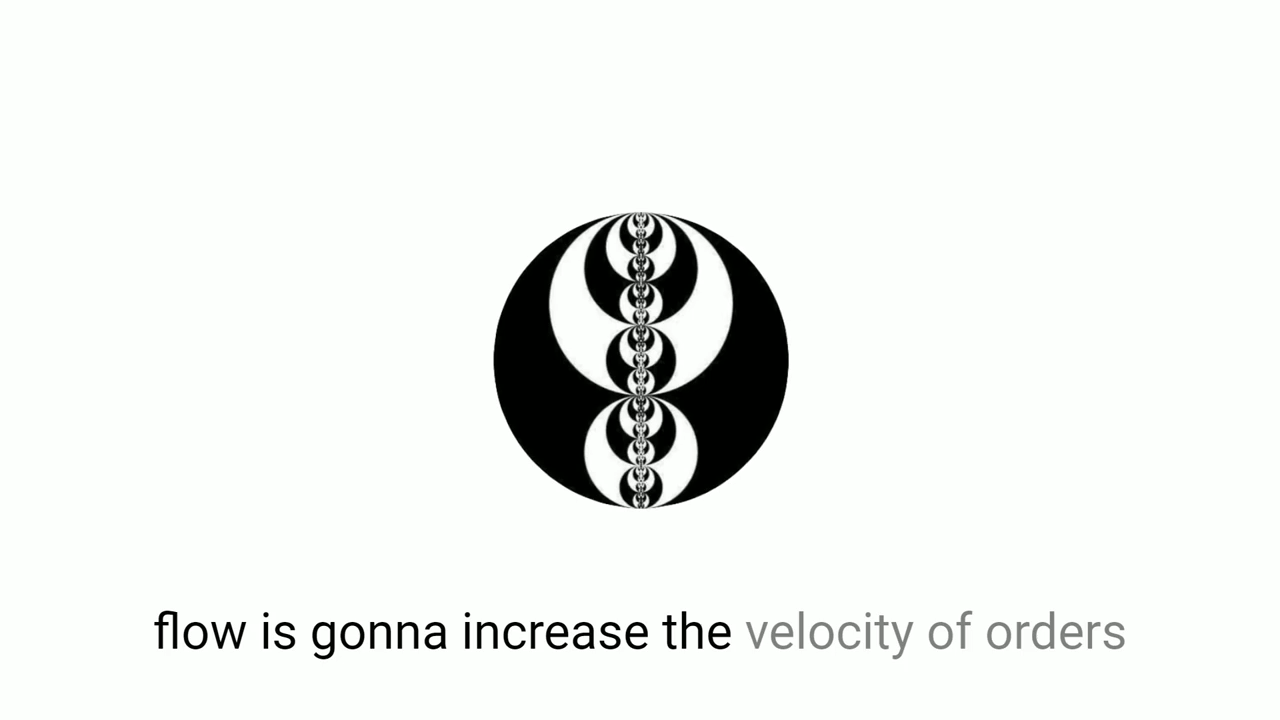 flow is gonna increase the velocity of orders